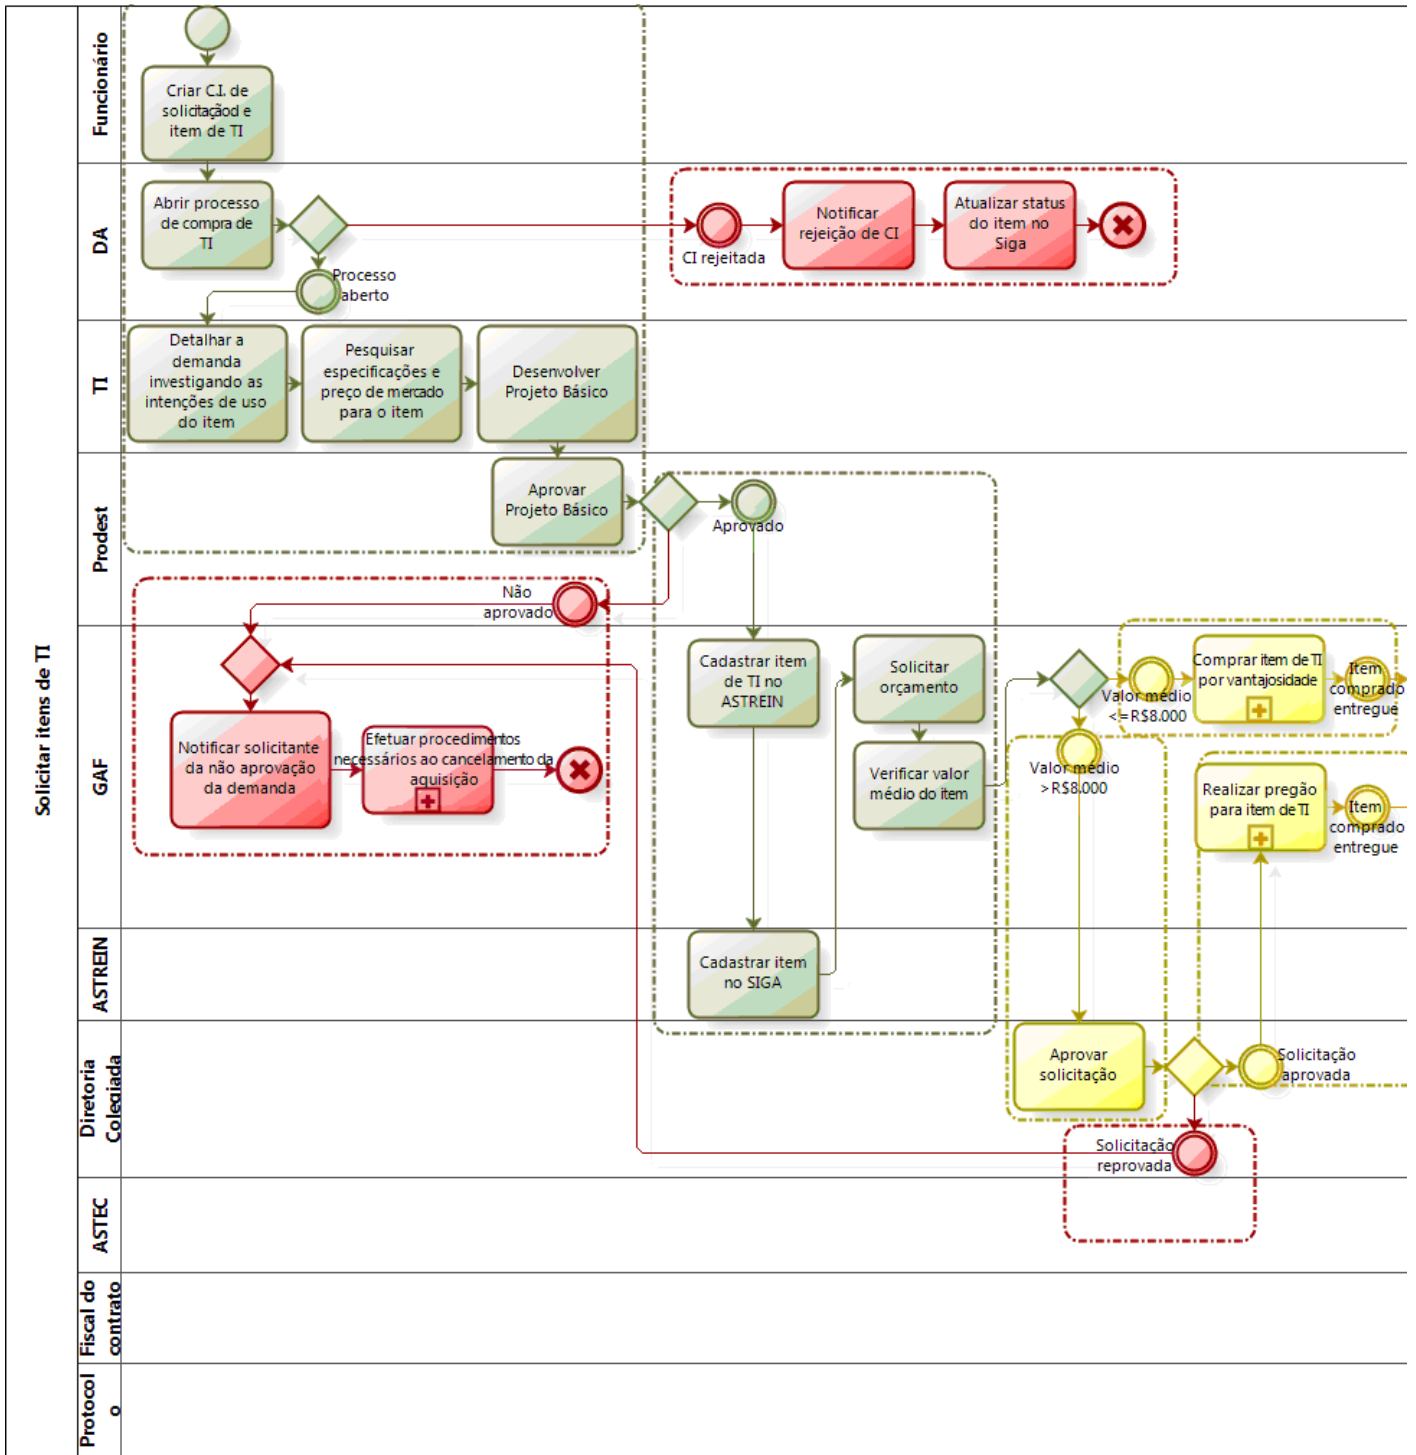 Solicitar itens de TI
Funcionário
Criar C.I. de
solicitaçãod e
item de TI
DA
Abrir processo
de compra de
TI
Processo
aberto
CI rejeitada
Notificar
rejeição de CI
Atualizar status
do item no
Siga
TI
Detalhar a
demanda
investigando as
intenções de uso
do item
Pesquisar
especificações e
preço de mercado
para o item
Desenvolver
Projeto Básico
Prodest
Aprovar
Projeto Básico
Aprovado
Não
aprovado
GAF
Notificar solicitante
da não aprovação
da demanda
Efetuar procedimentos
necessários ao cancelamento da
aquisição
Cadastrar item
de TI no
ASTREIN
Solicitar
orçamento
Verificar valor
médio do item
Valor médio
<=R$8.000
Comprar item de TI
por vantajosidade
Item
comprado
entregue
Valor médio
>R$8.000
Realizar pregão
para item de TI
Item
comprado
entregue
ASTREIN
Cadastrar item
no SIGA
Diretoria
Colegiada
Aprovar
solicitação
Solicitação
aprovada
Solicitação
reprovada
ASTEC
Fiscal do
contrato
Protocol
o